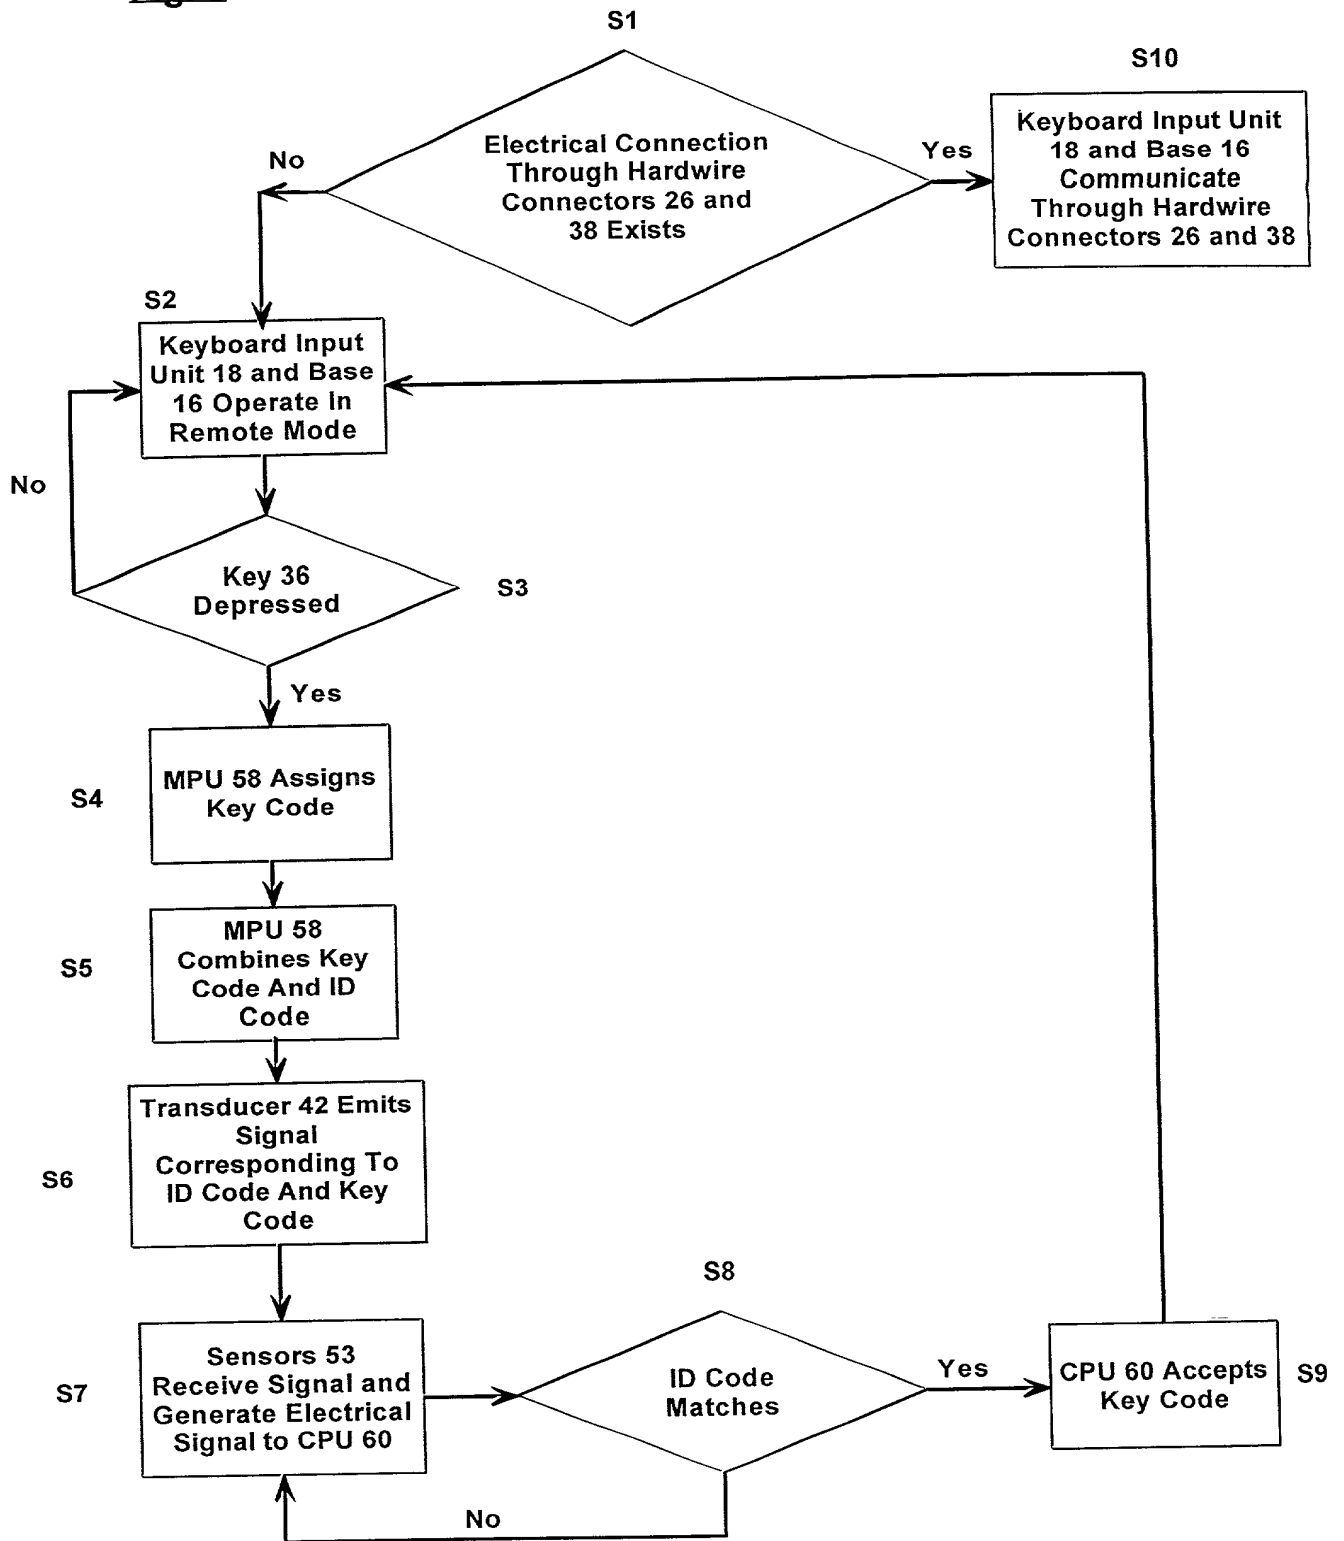 S1
S10
Electrical Connection
Through Hardwire
Connectors 26 and
38 Exists
No
Yes
Keyboard Input Unit
18 and Base 16
Communicate
Through Hardwire
Connectors 26 and 38
S2
Keyboard Input
Unit 18 and Base
16 Operate in
Remote Mode
No
Key 36
Depressed
S3
Yes
S4
MPU 58 Assigns
Key Code
S5
MPU 58
Combines Key
Code And ID
Code
S6
Transducer 42 Emits
Signal
Corresponding To
ID Code And Key
Code
S7
Sensors 53
Receive Signal and
Generate Electrical
Signal to CPU 60
S8
ID Code
Matches
Yes
No
CPU 60 Accepts
Key Code
S9